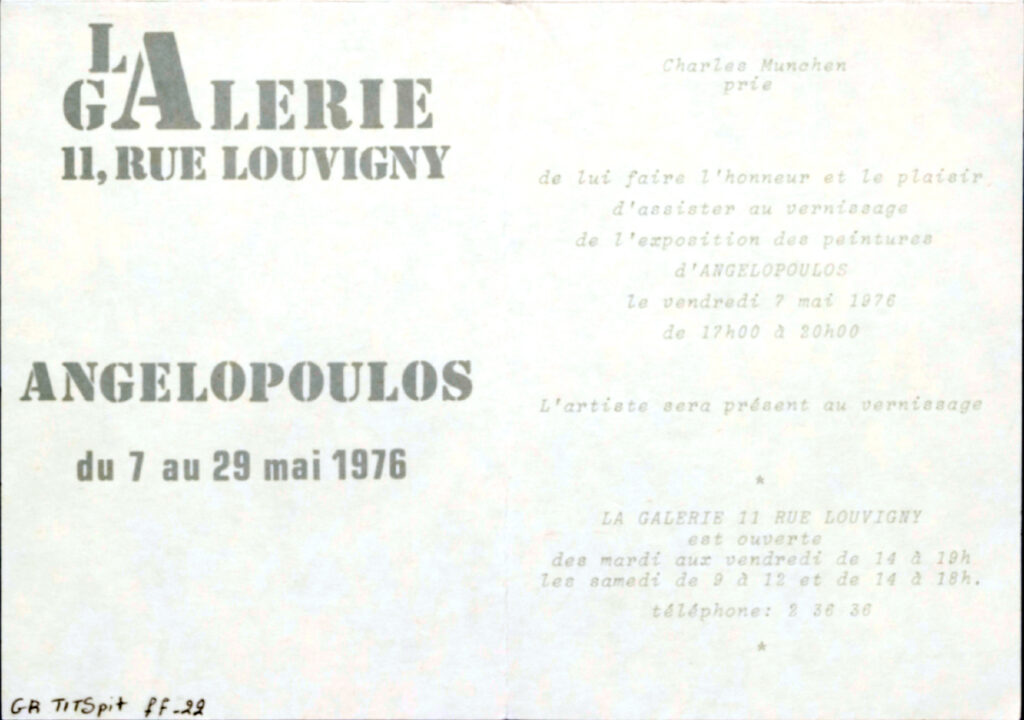 LA
GALERIE
11, RUE LOUVIGNY
ANGELOPOULOS
du 7 au 29 mai 1976
Charles Munchen
prie
de lui faire l'honneur et le plaisir
d'assister au vernissage
de l'exposition des peintures
d'ANGELOPOULOS
le vendredi 7 mai 1976
de 17h00 à 20h00
L'artiste sera présent au vernissage
*
LA GALERIE 11 RUE LOUVIGNY
est ouverte
des mardi aux vendredi de 14 à 19h
les samedi de 9 à 12 et de 14 à 18h.
téléphone: 2 36 36
*
GR TITSpit ff-22